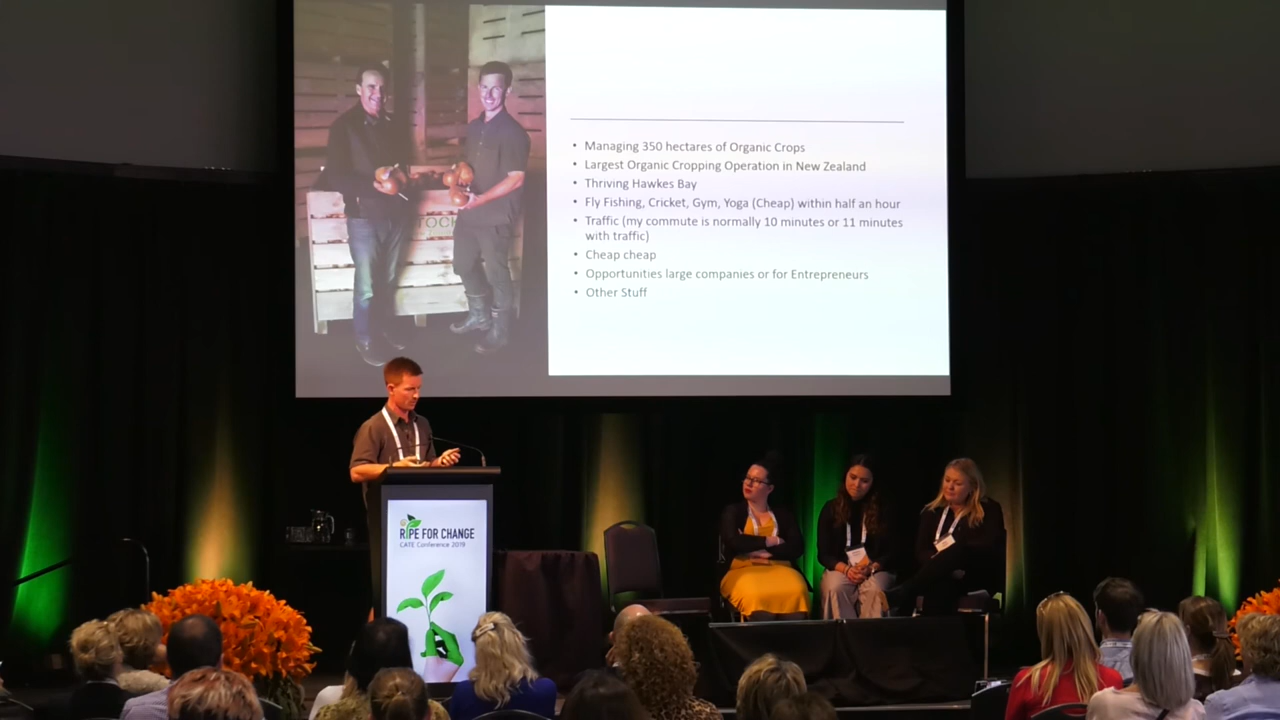 • Managing 350 hectares of Organic Crops
• Largest Organic Cropping Operation in New Zealand
• Thriving Hawkes Bay
• Fly Fishing, Cricket, Gym, Yoga (Cheap) within half an hour
• Traffic (my commute is normally 10 minutes or 11 minutes
with traffic)
• Cheap cheap
• Opportunities large companies or for Entrepreneurs
• Other Stuff
RIPE FOR CHANGE
CATE Conference 2019